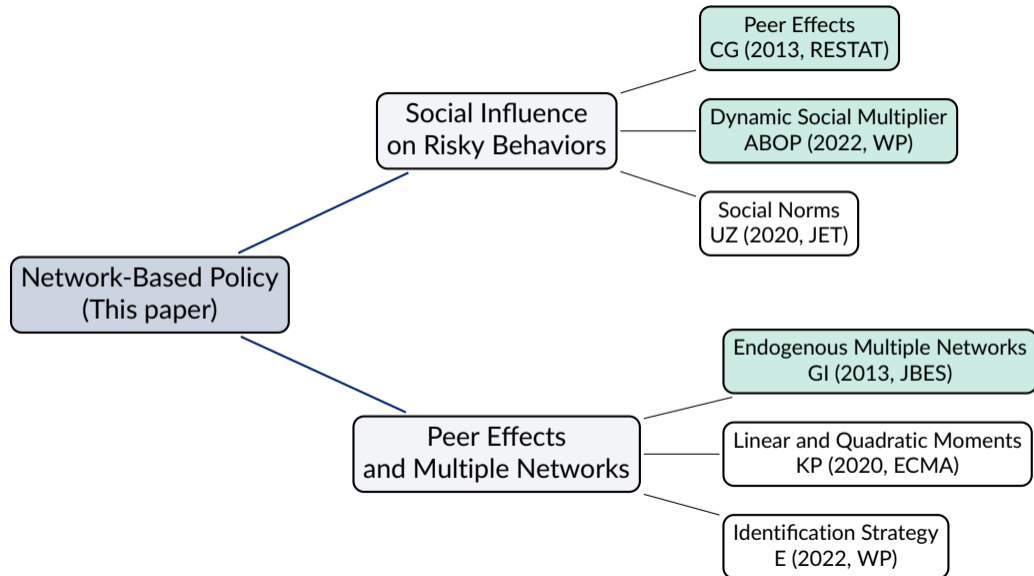 Peer Effects
CG (2013, RESTAT)
Social Influence
on Risky Behaviors
Dynamic Social Multiplier
ABOP (2022, WP)
Social Norms
UZ (2020, JET)
Network-Based Policy
(This paper)
Endogenous Multiple Networks
GI (2013, JBES)
Peer Effects
and Multiple Networks
Linear and Quadratic Moments
KP (2020, ECMA)
Identification Strategy
E (2022, WP)